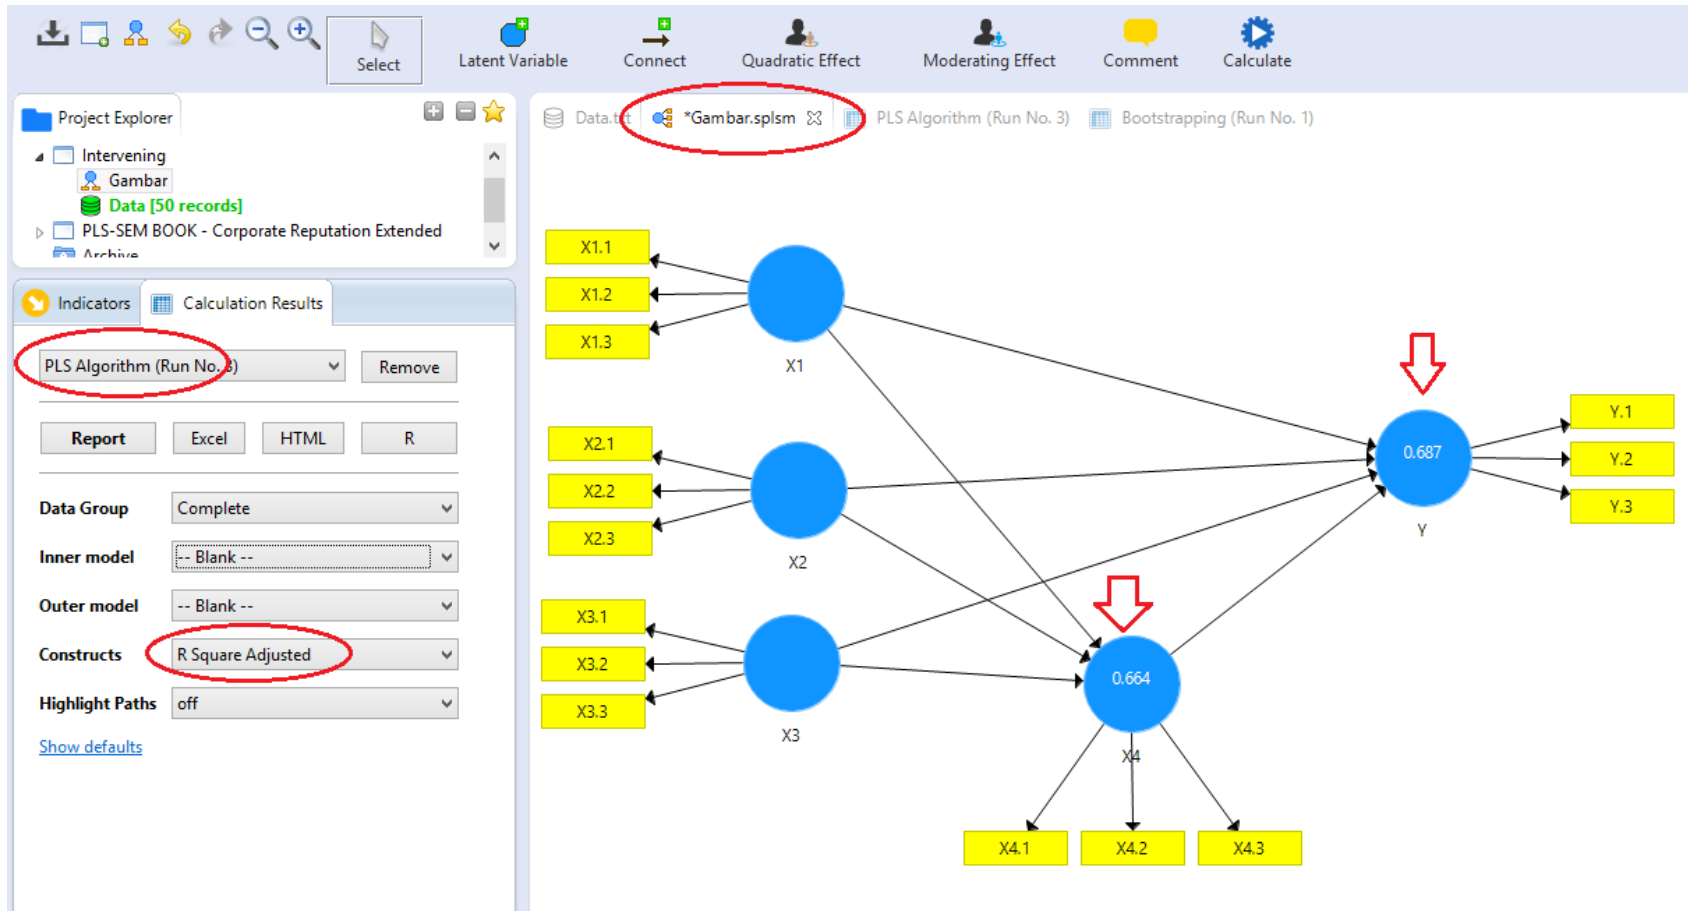 Select
Latent Variable
Connect
Quadratic Effect
Moderating Effect
Comment
Calculate
Project Explorer
Intervening
Gambar
Data [50 records]
PLS-SEM BOOK - Corporate Reputation Extended
Archive
Indicators
Calculation Results
PLS Algorithm (Run No. 3)
Remove
Report
Excel
HTML
R
Data Group
Complete
Inner model
-- Blank --
Outer model
-- Blank --
Constructs
R Square Adjusted
Highlight Paths
off
Show defaults
Data.txt
*Gambar.splsm
PLS Algorithm (Run No. 3)
Bootstrapping (Run No. 1)
X1.1
X1.2
X1.3
X1
X2.1
X2.2
X2.3
X2
X3.1
X3.2
X3.3
X3
0.687
Y
Y.1
Y.2
Y.3
0.664
X4
X4.1
X4.2
X4.3